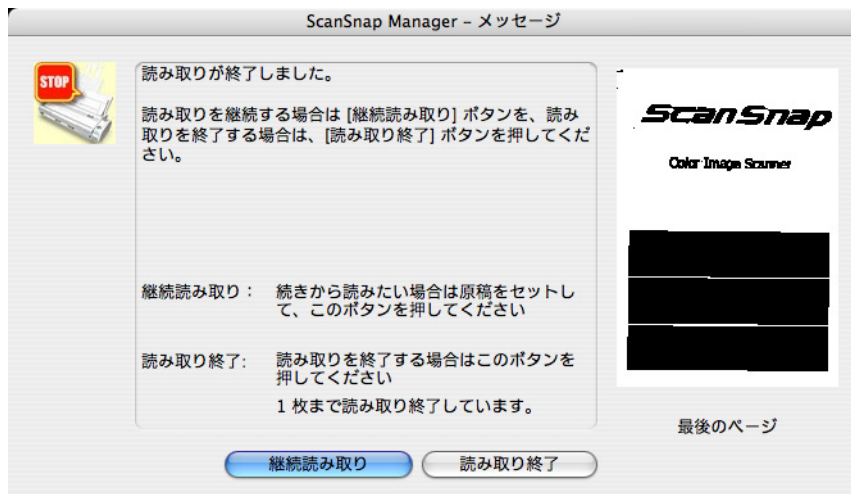 ScanSnap Manager – メッセージ
STOP
読み取りが終了しました。
読み取りを継続する場合は [継続読み取り] ボタンを、読み
取りを終了する場合は、[読み取り終了] ボタンを押してくだ
さい。
継続読み取り： 続きから読みたい場合は原稿をセットし
て、このボタンを押してください
読み取り終了: 読み取りを終了する場合はこのボタンを
押してください
1 枚まで読み取り終了しています。
ScanSnap
Color Image Scanner
最後のページ
継続読み取り
読み取り終了